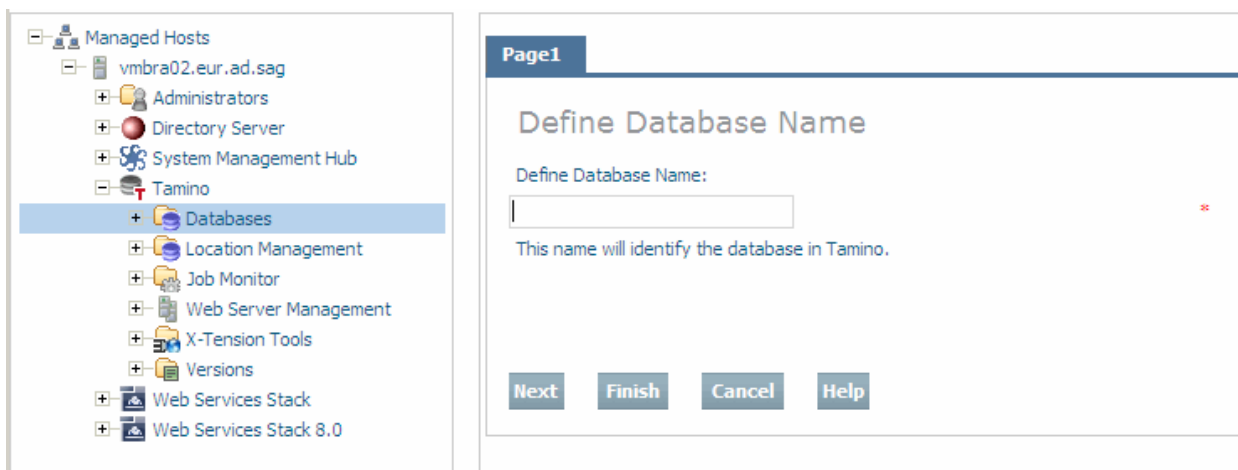 Managed Hosts
vmbra02.eur.ad.sag
Administrators
Directory Server
System Management Hub
Tamino
Databases
Location Management
Job Monitor
Web Server Management
X-Tension Tools
Versions
Web Services Stack
Web Services Stack 8.0
Page1
Define Database Name
Define Database Name:
*
This name will identify the database in Tamino.
Next Finish Cancel Help